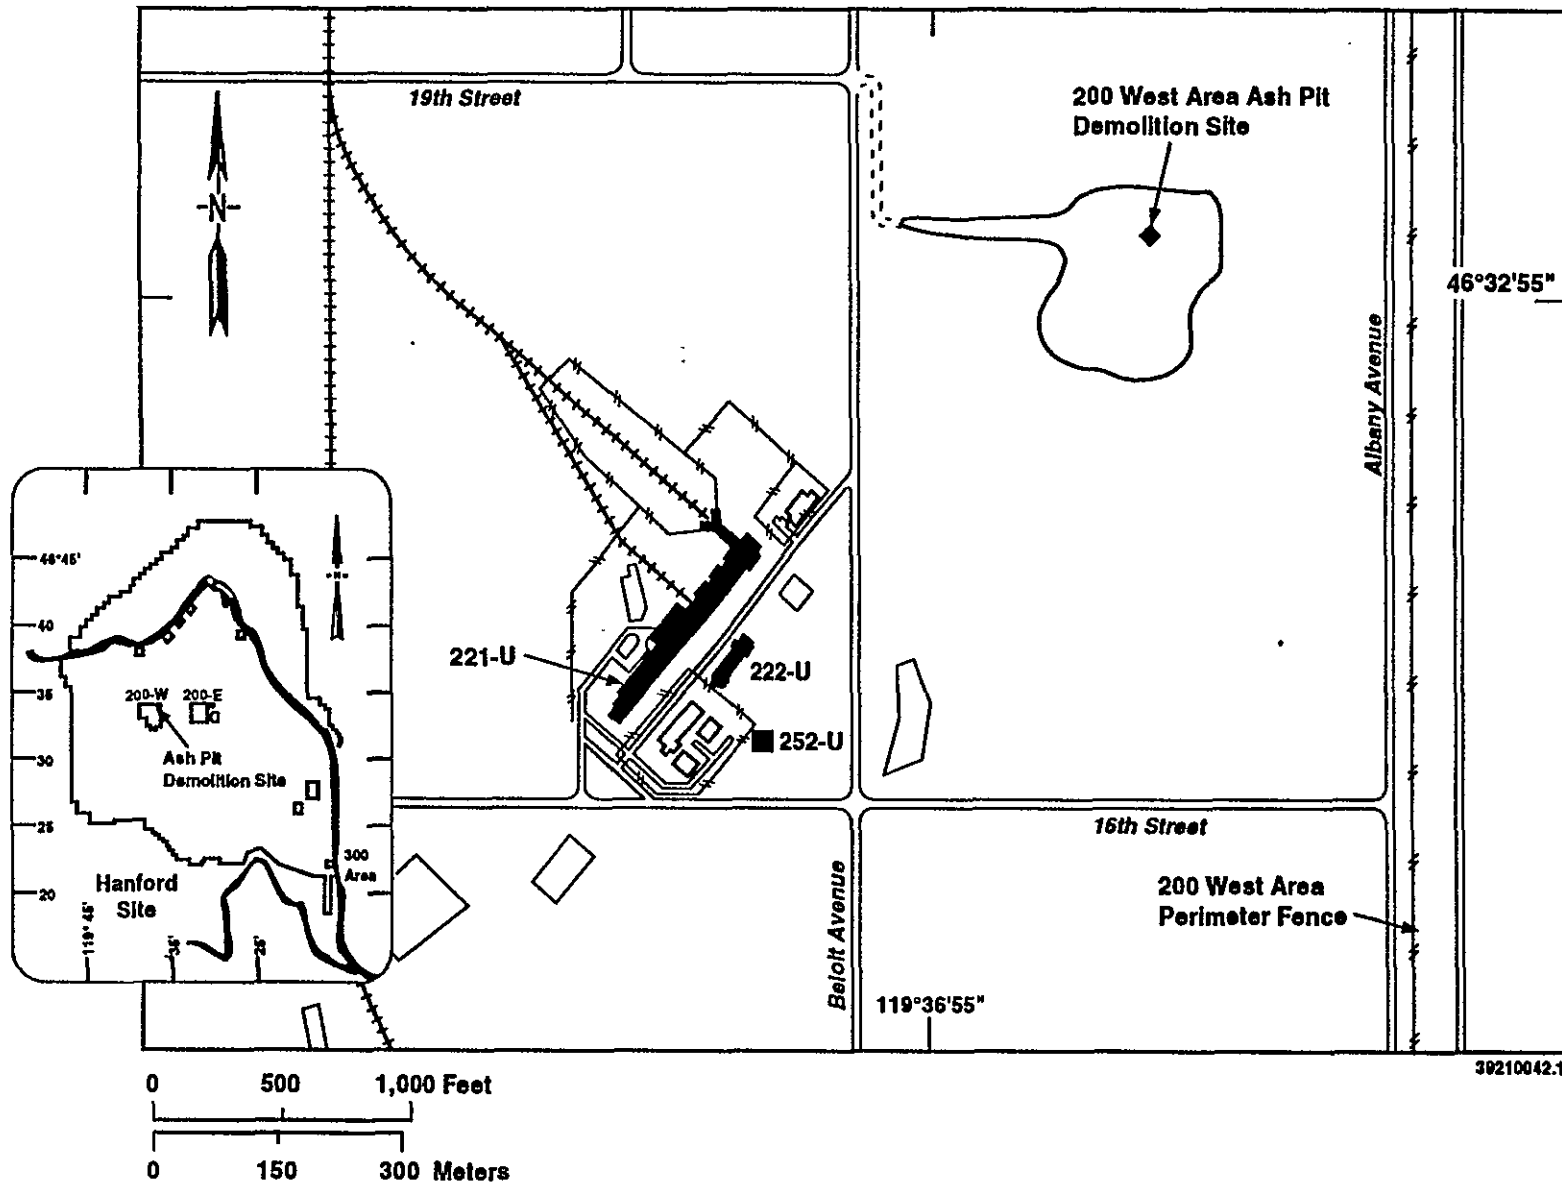 19th Street
200 West Area Ash Pit
Demolition Site
N
46°32'55"
Albany Avenue
221-U
222-U
252-U
16th Street
Beloit Avenue
200 West Area
Perimeter Fence
119°36'55"
46°45'
40
35
30
25
20
N
200-W
200-E
Ash Pit
Demolition Site
300
Area
Hanford
Site
119° 45'
35'
25'
39210042.1
0
500
1,000 Feet
0
150
300 Meters